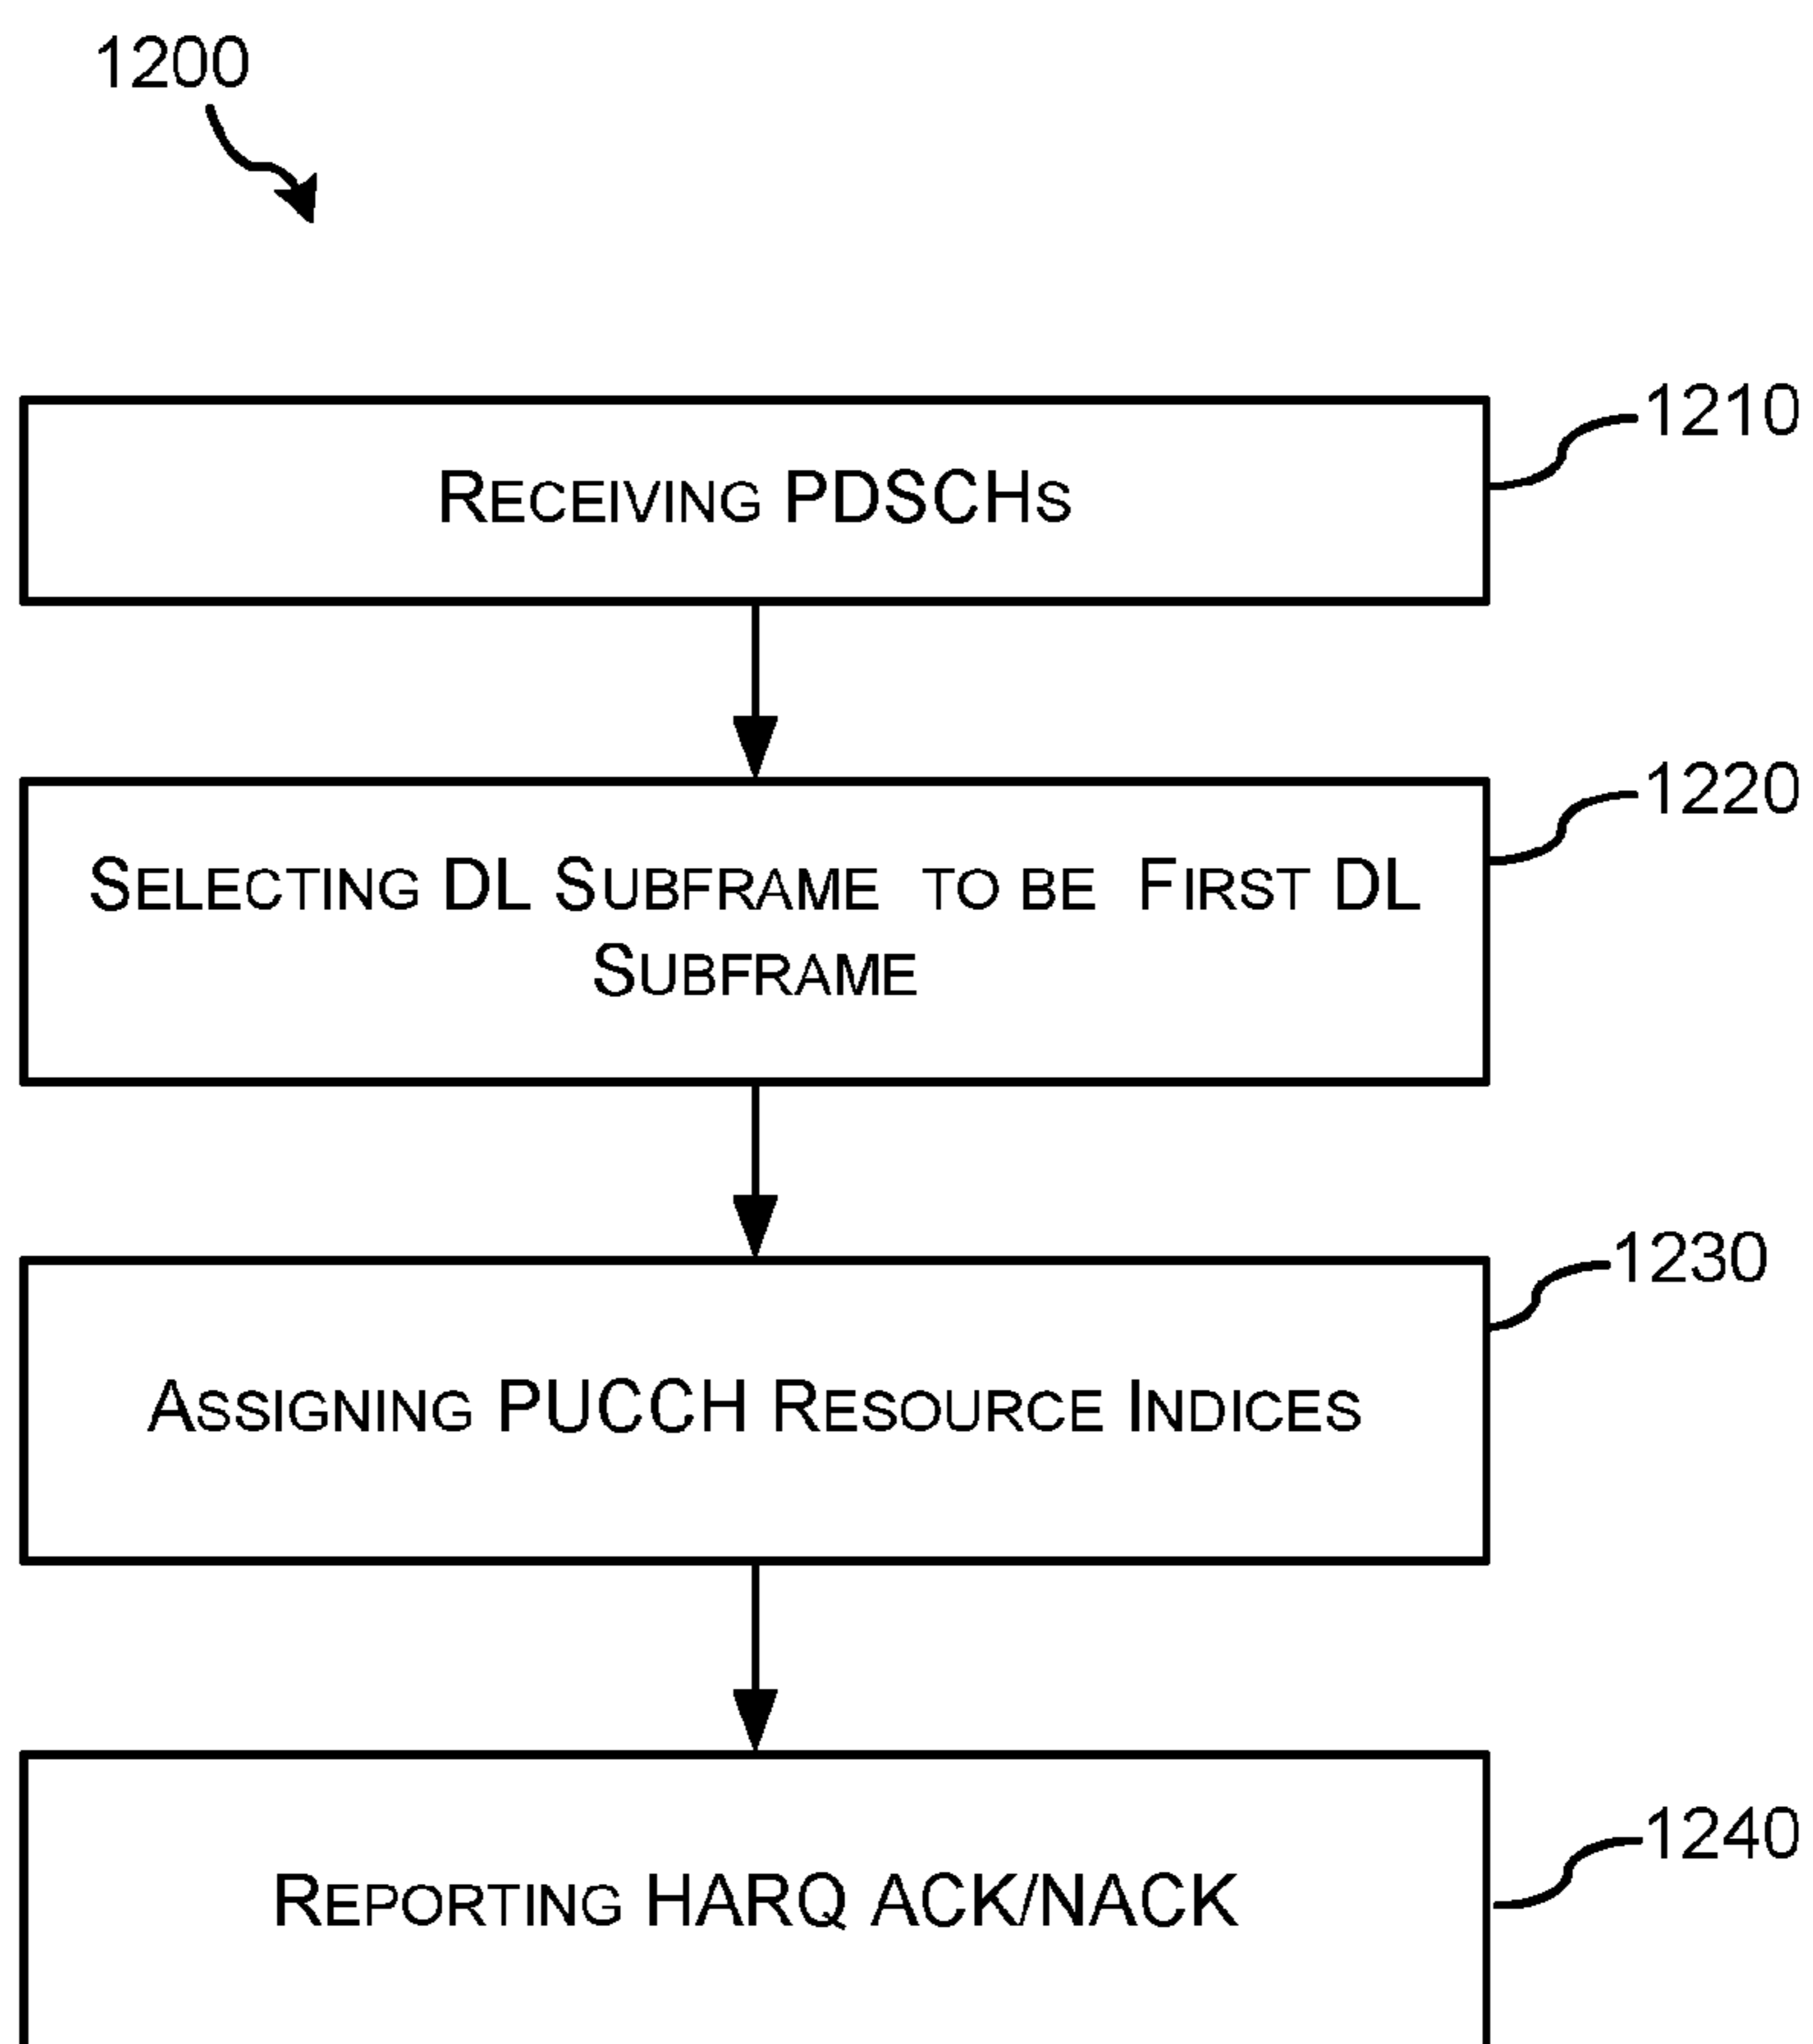 1200
1210
RECEIVING PDSCHS
1220
SELECTING DL SUBFRAME TO BE FIRST DL
SUBFRAME
1230
ASSIGNING PUCCH RESOURCE INDICES
1240
REPORTING HARQ ACK/NACK